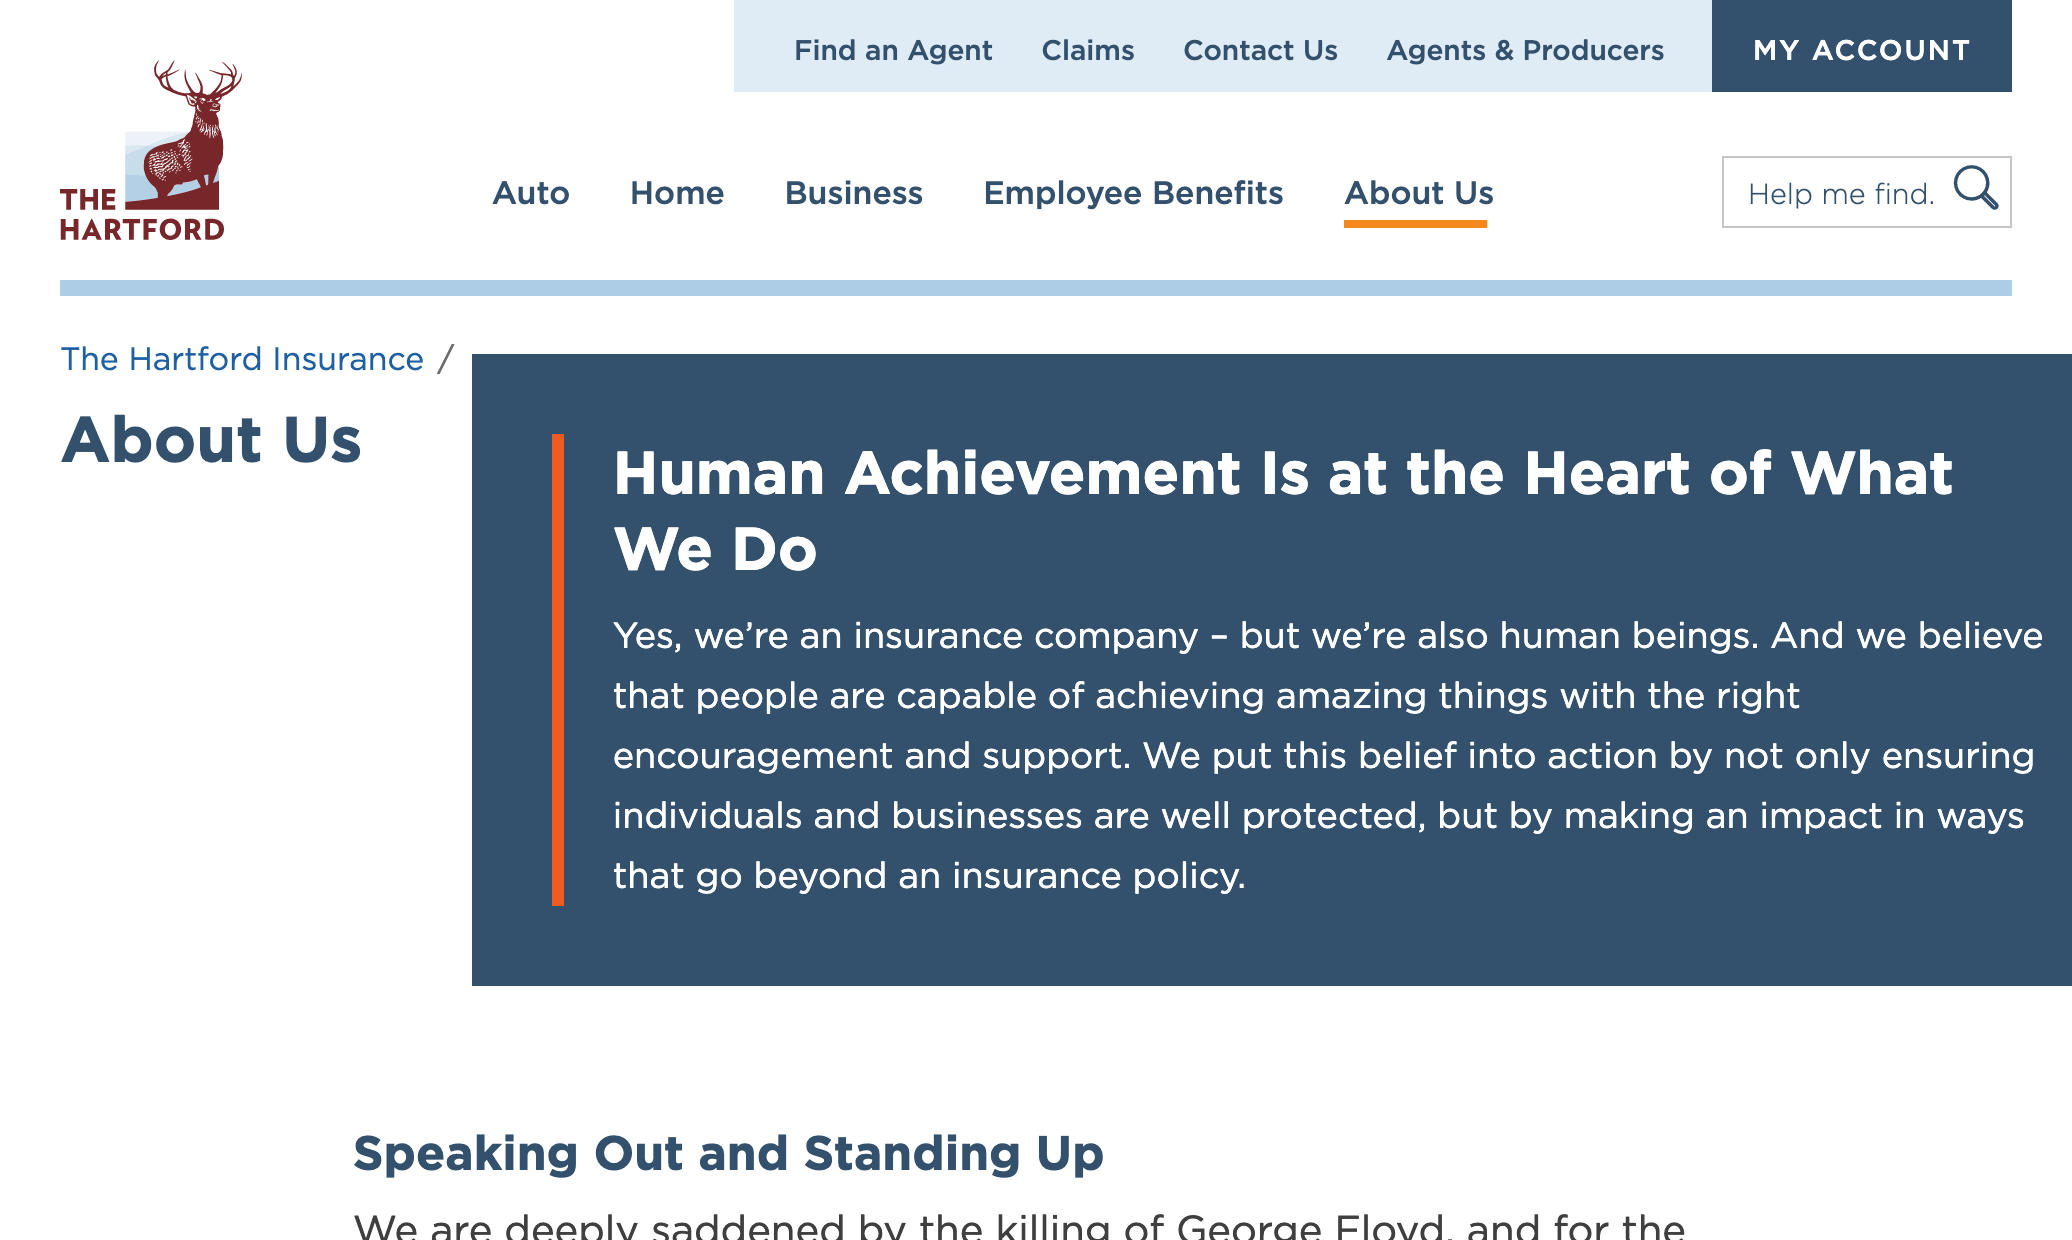 Find an Agent Claims Contact Us Agents & Producers MY ACCOUNT
THE
HARTFORD
Auto Home Business Employee Benefits About Us
Help me find.
The Hartford Insurance /
About Us
Human Achievement Is at the Heart of What
We Do
Yes, we’re an insurance company – but we’re also human beings. And we believe
that people are capable of achieving amazing things with the right
encouragement and support. We put this belief into action by not only ensuring
individuals and businesses are well protected, but by making an impact in ways
that go beyond an insurance policy.
Speaking Out and Standing Up
We are deeply saddened by the killing of George Floyd, and for the